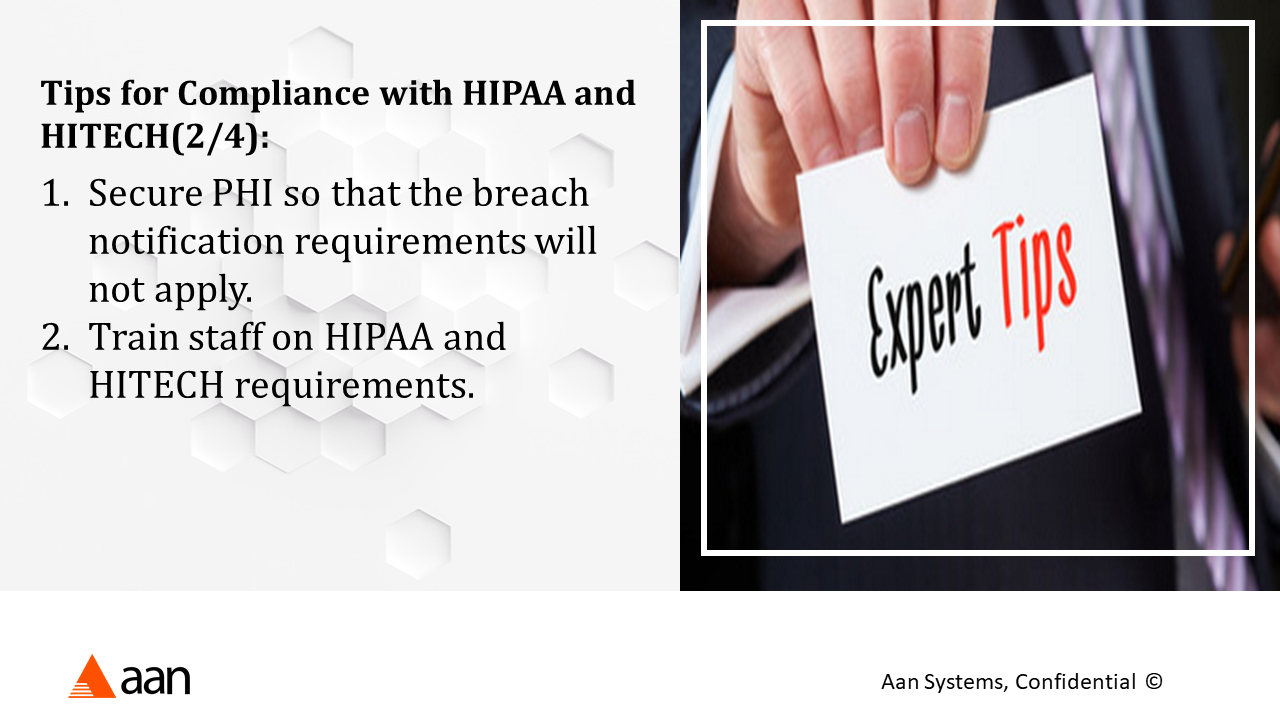 Tips for Compliance with HIPAA and
HITECH(2/4):
1. Secure PHI so that the breach
notification requirements will
not apply.
2. Train staff on HIPAA and
HITECH requirements.
Expert Tips
aan
Aan Systems, Confidential ©